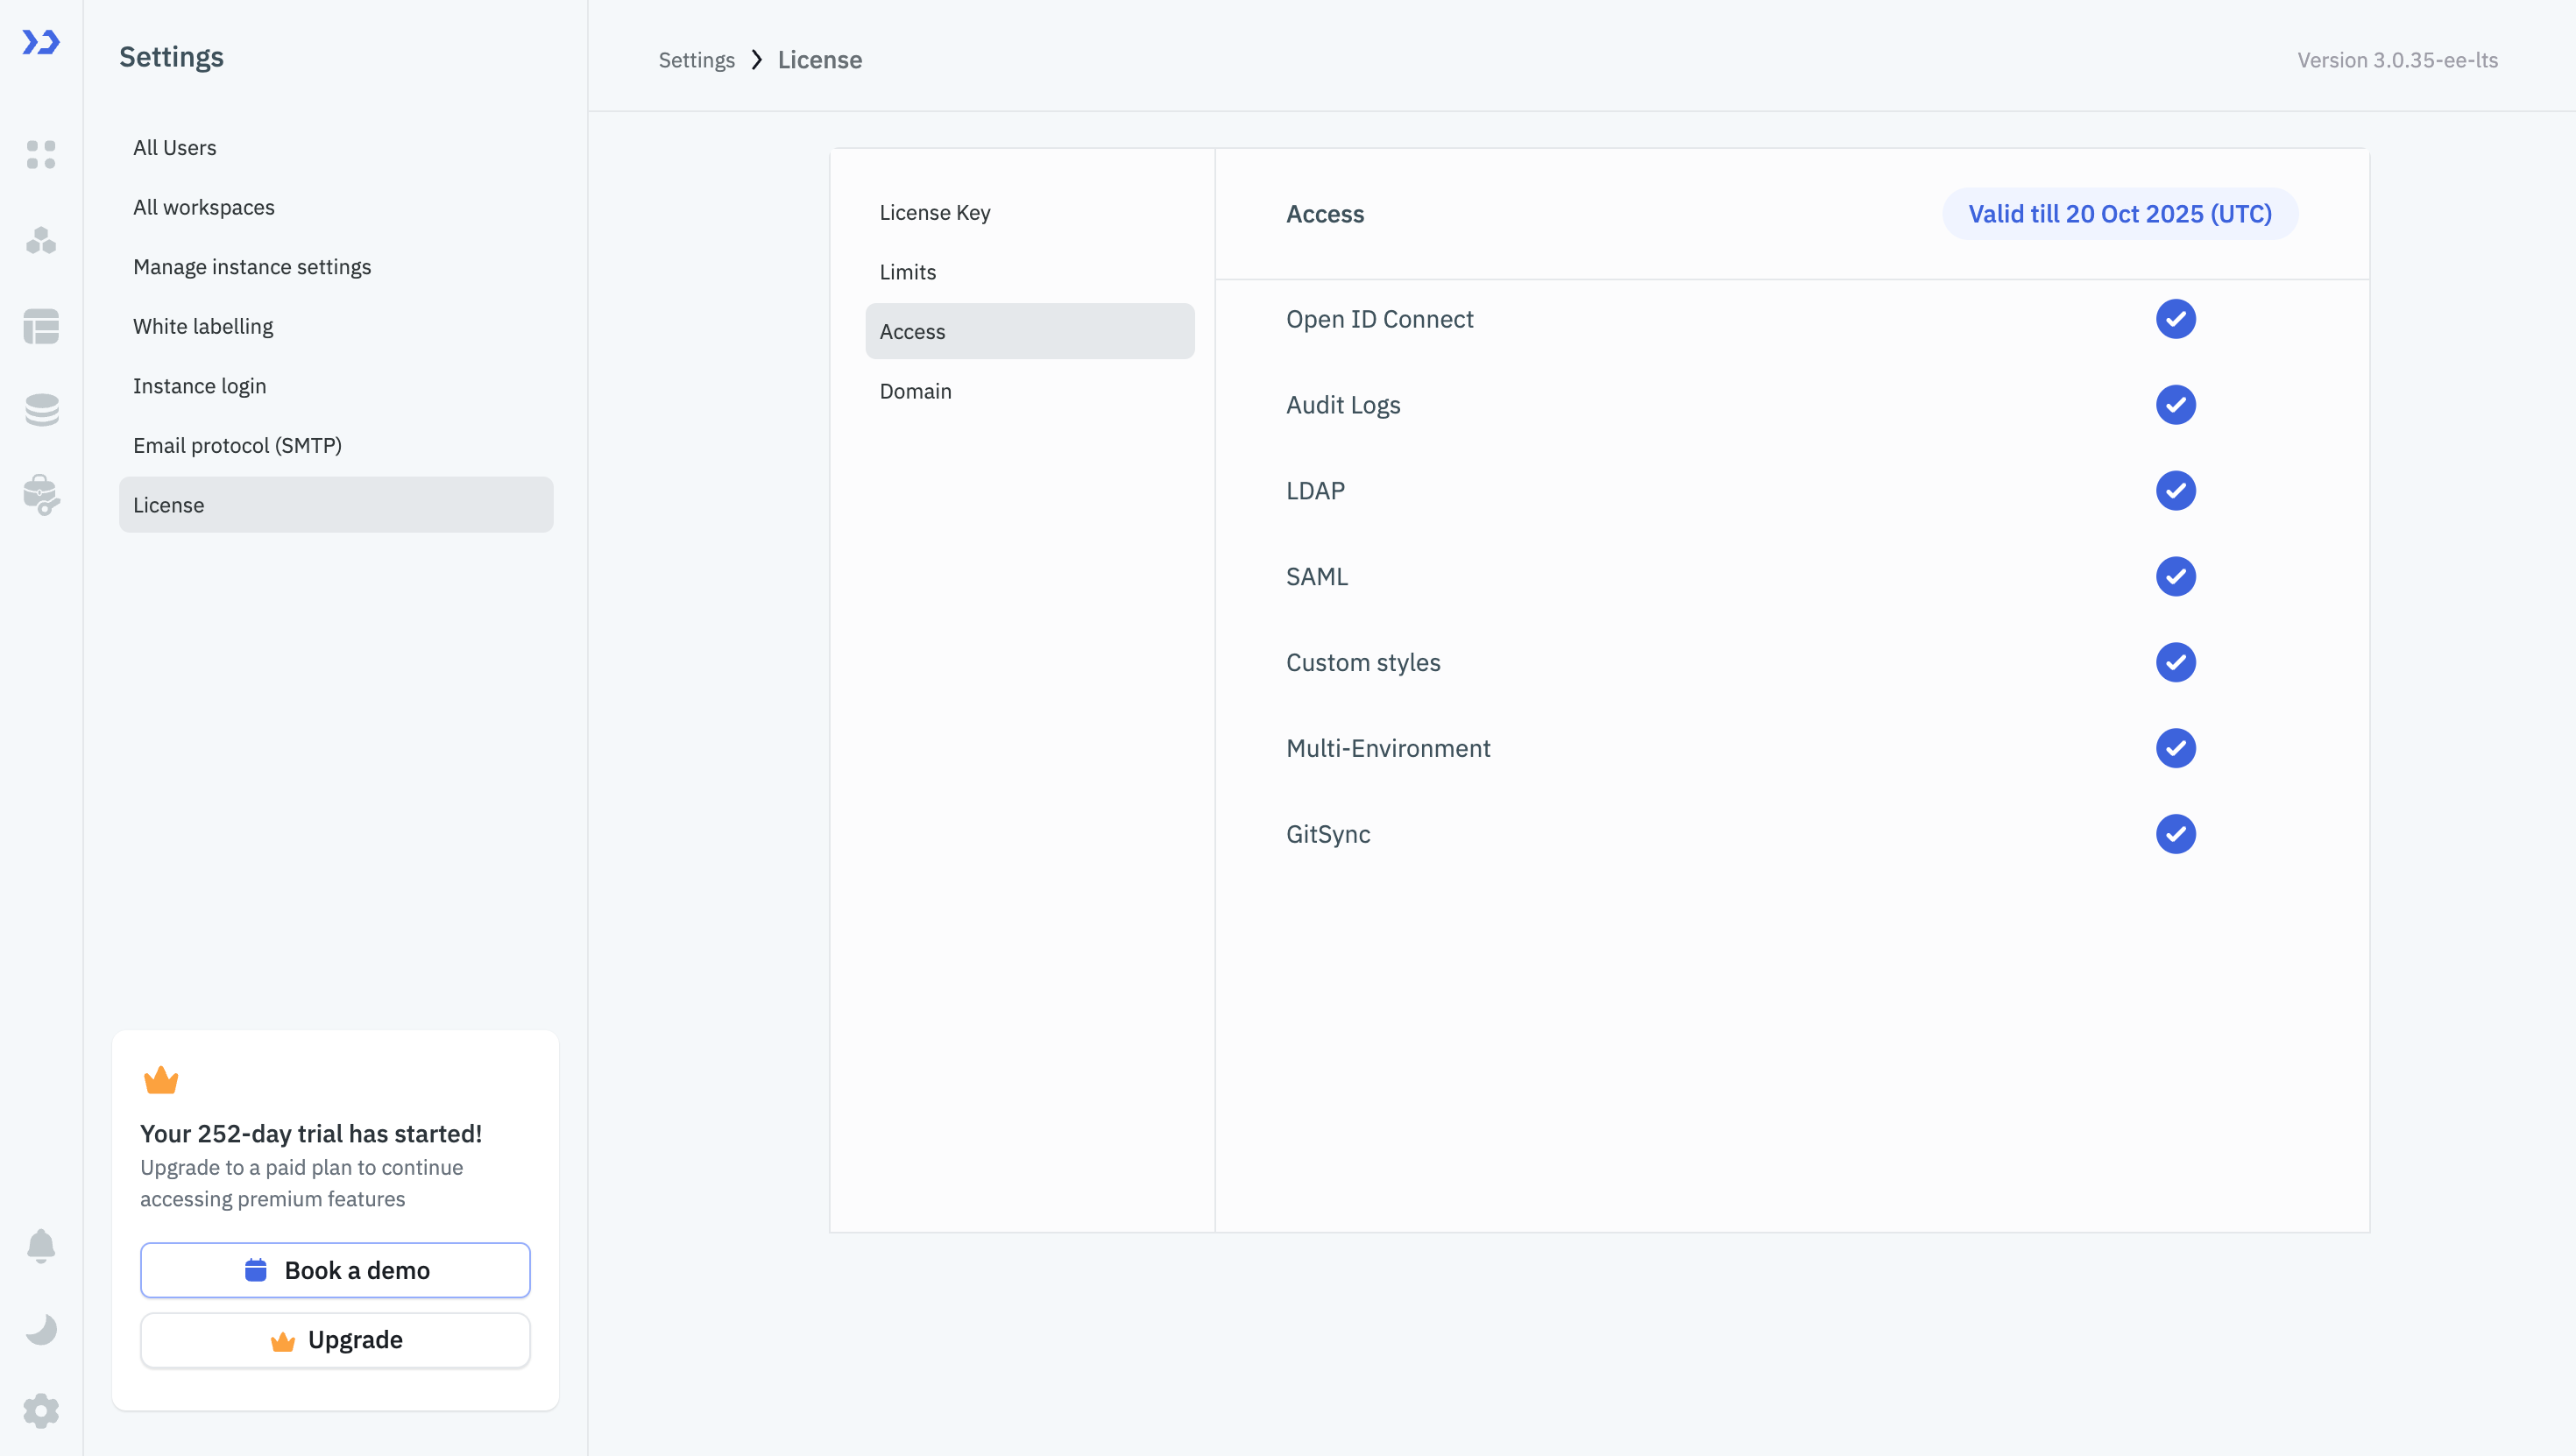 Settings
All Users
All workspaces
Manage instance settings
White labelling
Instance login
Email protocol (SMTP)
License
Your 252-day trial has started!
Upgrade to a paid plan to continue
accessing premium features
Book a demo
Upgrade
Settings
License
Version 3.0.35-ee-lts
License Key
Limits
Access
Domain
Access
Valid till 20 Oct 2025 (UTC)
Open ID Connect
Audit Logs
LDAP
SAML
Custom styles
Multi-Environment
GitSync